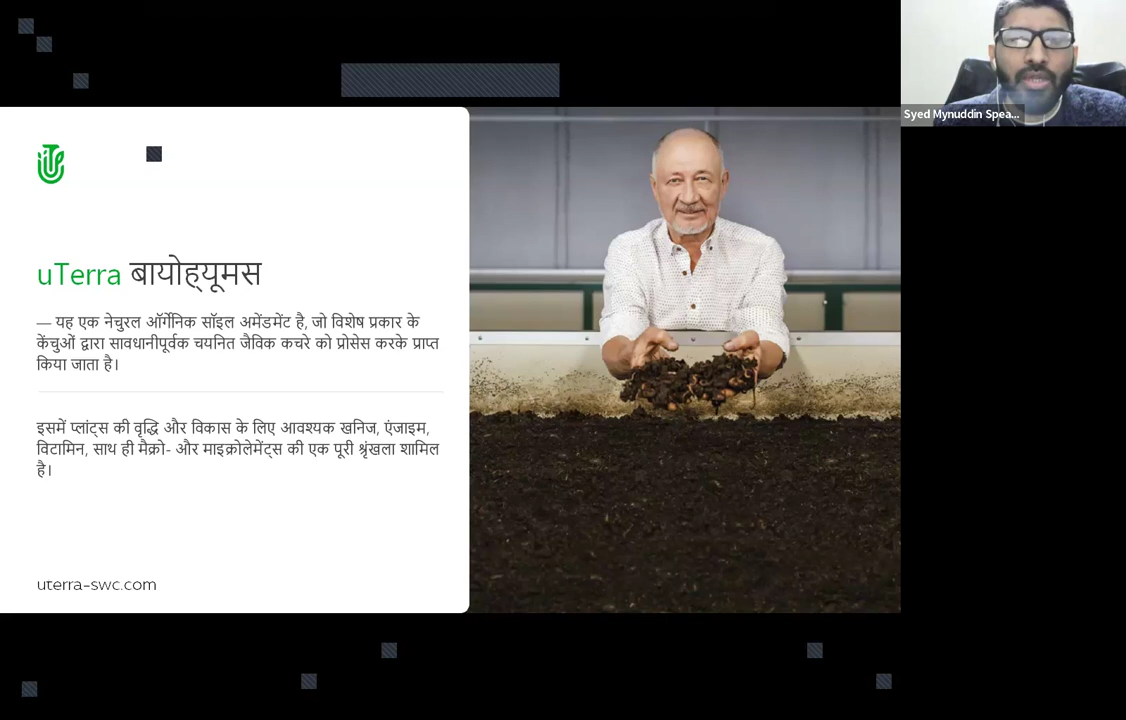 Syed Mynuddin Spea...
uTerra बायोह्यूमस
— यह एक नेचुरल ऑर्गेनिक सॉइल अमेंडमेंट है, जो विशेष प्रकार के
केंचुओं द्वारा सावधानीपूर्वक चयनित जैविक कचरे को प्रोसेस करके प्राप्त
किया जाता है।
इसमें प्लांट्स की वृद्धि और विकास के लिए आवश्यक खनिज, एंजाइम,
विटामिन, साथ ही मैक्रो- और माइक्रोलेमेंट्स की एक पूरी श्रृंखला शामिल
है।
uterra-swc.com